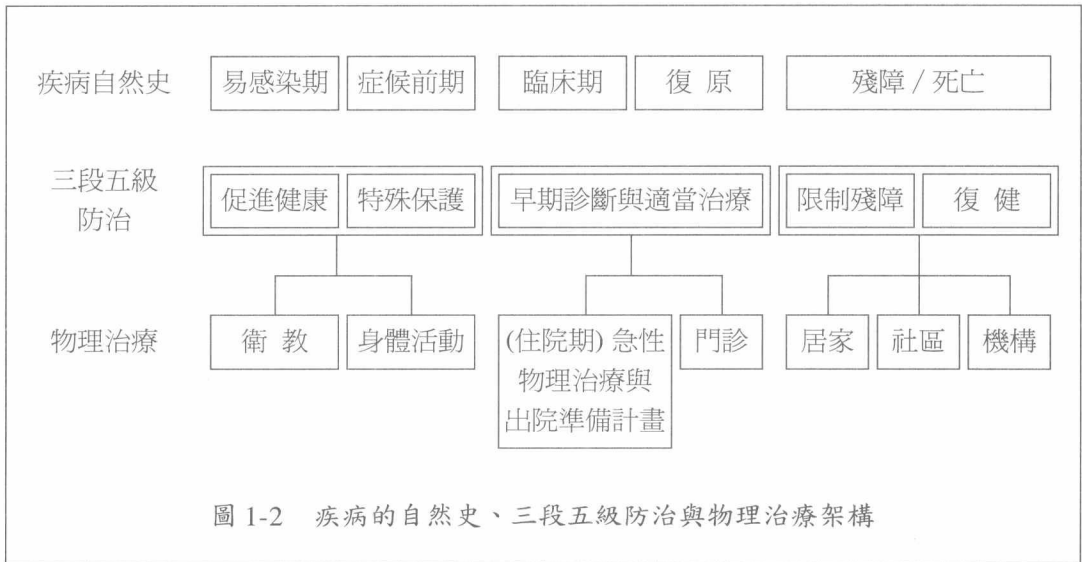 疾病自然史 易感染期 症候前期 臨床期 復原 殘障 / 死亡
三段五級
防治
促進健康 特殊保護 早期診斷與適當治療 限制殘障 復健
物理治療 衛教 身體活動 (住院期) 急性 門診 居家 社區 機構
物理治療與
出院準備計畫
圖 1-2 疾病的自然史、三段五級防治與物理治療架構